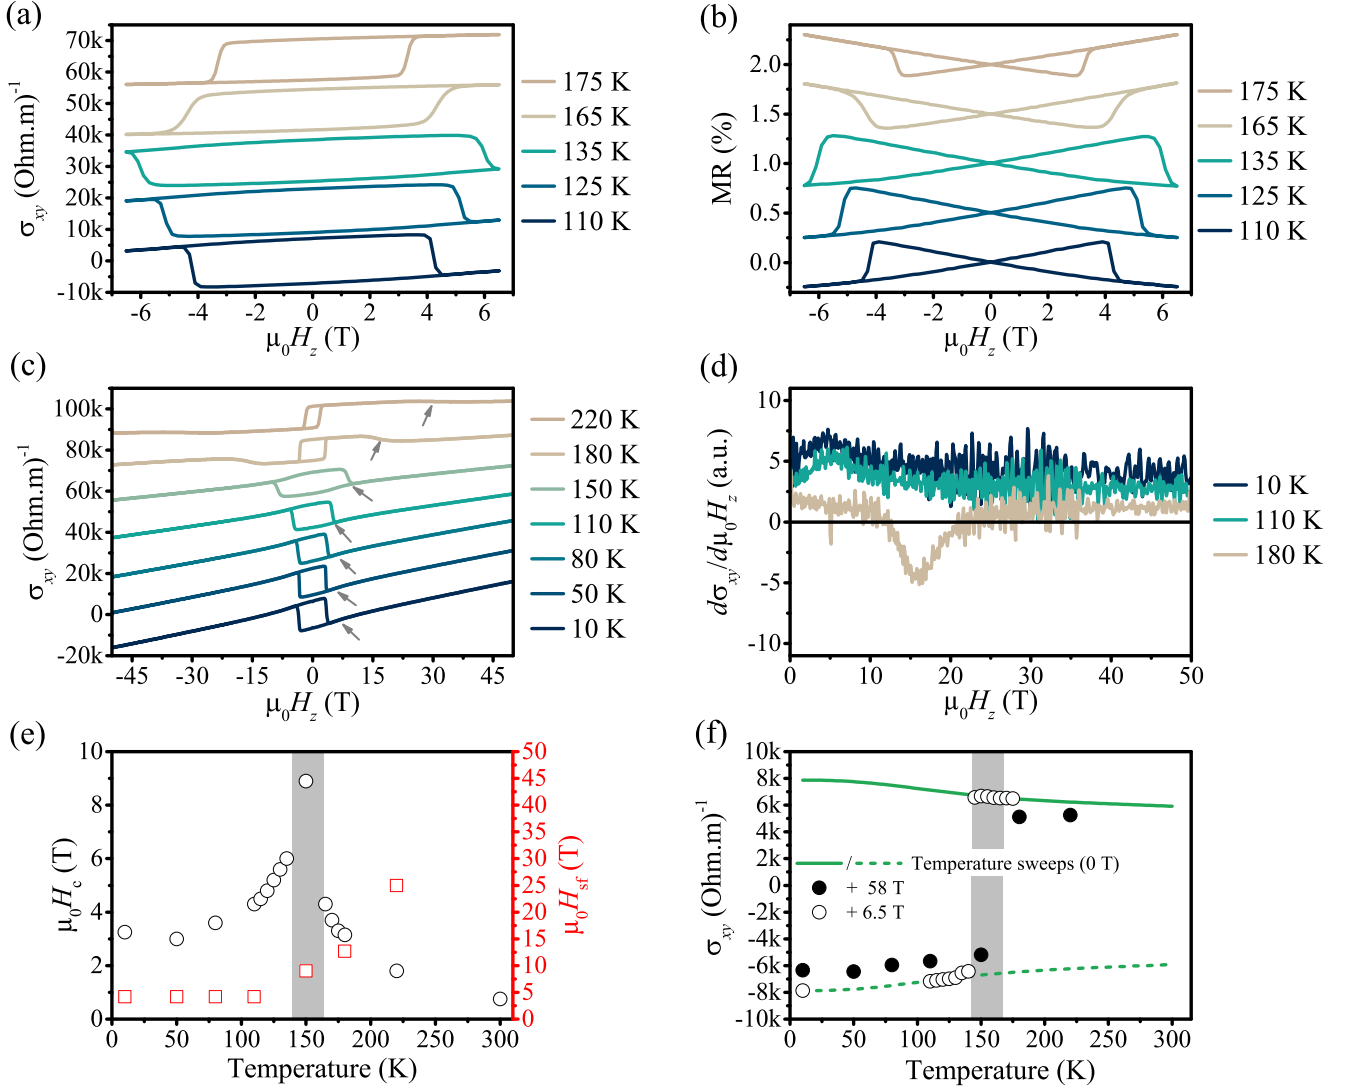 (a)
70k
60k
50k
40k
30k
20k
10k
0
-10k
-6 -4 -2 0 2 4 6
σxy (Ohm.m)-1
μ0Hz (T)
175 K
165 K
135 K
125 K
110 K
(b)
2.0
1.5
1.0
0.5
0.0
-6 -4 -2 0 2 4 6
MR (%)
μ0Hz (T)
175 K
165 K
135 K
125 K
110 K
(c)
100k
80k
60k
40k
20k
0
-20k
-45 -30 -15 0 15 30 45
σxy (Ohm.m)-1
μ0Hz (T)
220 K
180 K
150 K
110 K
80 K
50 K
10 K
(d)
10
5
0
-5
-10
0 10 20 30 40 50
dσxy/dμ0Hz (a.u.)
μ0Hz (T)
10 K
110 K
180 K
(e)
10
8
6
4
2
0
0 50 100 150 200 250 300
μ0Hc (T)
Temperature (K)
50
45
40
35
30
25
20
15
10
5
0
μ0Hsf (T)
(f)
10k
8k
6k
4k
2k
0
-2k
-4k
-6k
-8k
-10k
0 50 100 150 200 250 300
σxy (Ohm.m)-1
Temperature (K)
/ Temperature sweeps (0 T)
+ 58 T
+ 6.5 T